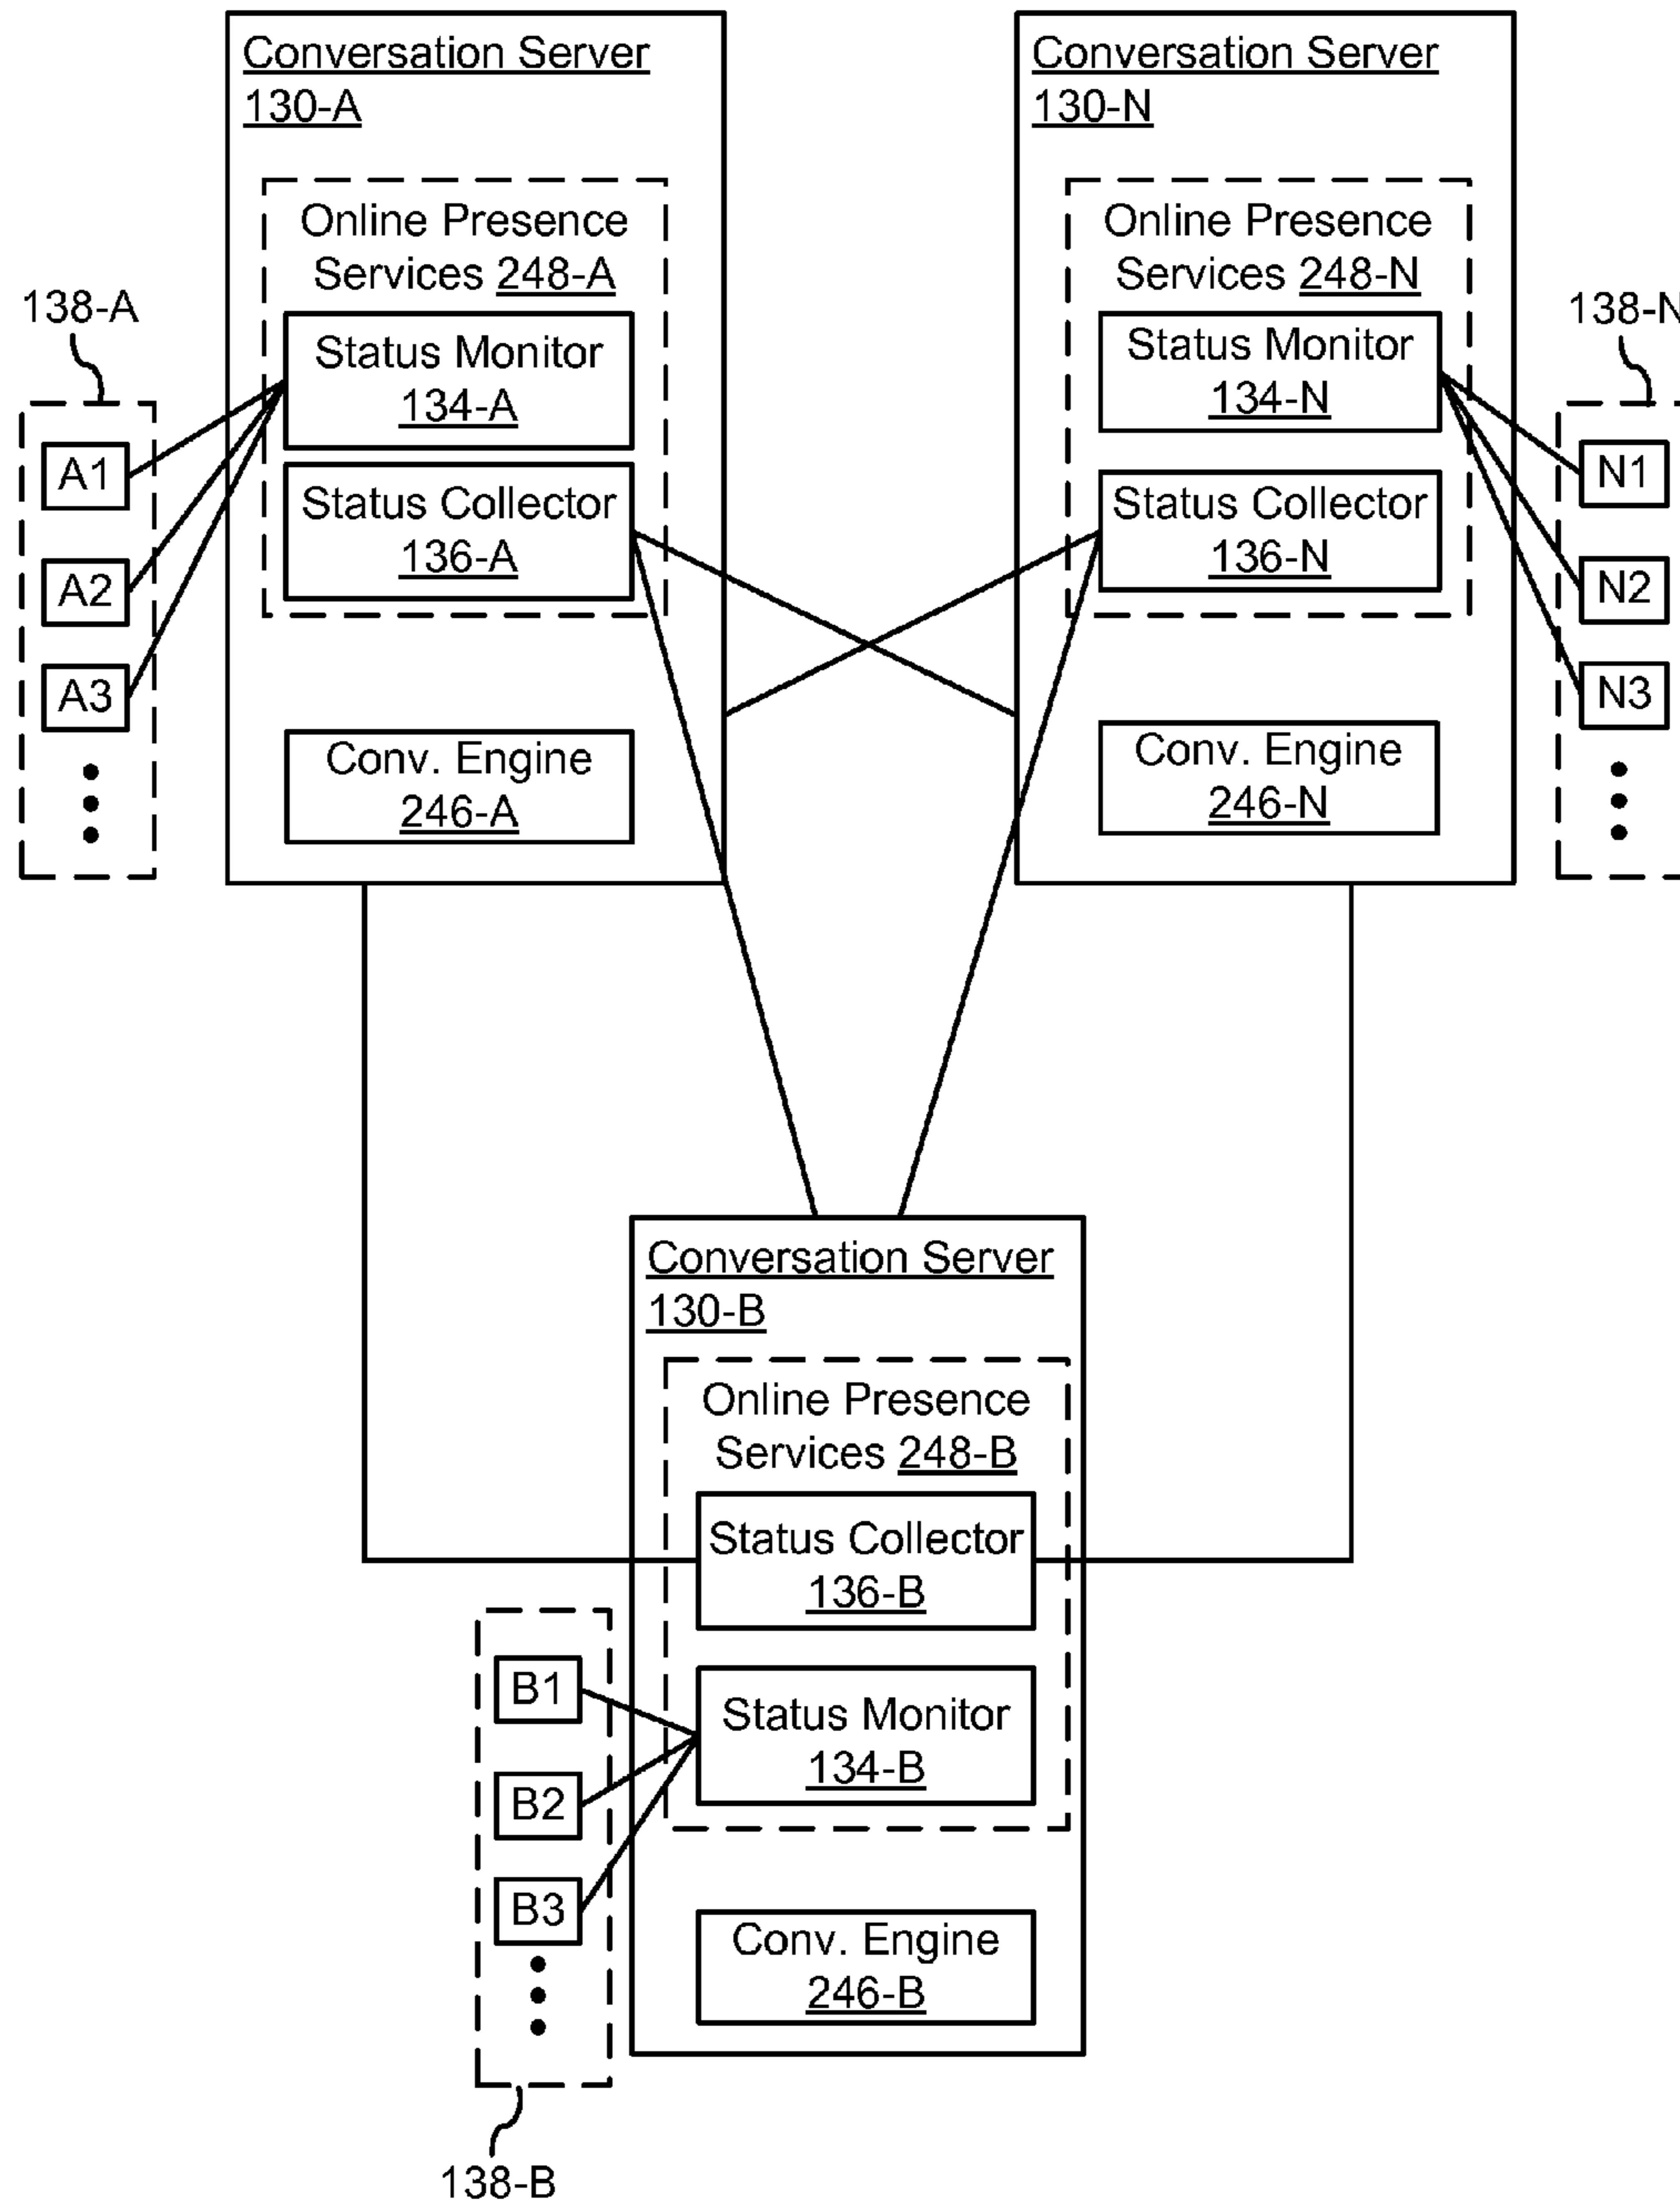 Conversation Server
130-A
Online Presence
Services 248-A
Status Monitor
134-A
Status Collector
136-A
Conv. Engine
246-A
138-A
A1
A2
A3
Conversation Server
130-N
Online Presence
Services 248-N
Status Monitor
134-N
Status Collector
136-N
Conv. Engine
246-N
138-N
N1
N2
N3
Conversation Server
130-B
Online Presence
Services 248-B
Status Collector
136-B
Status Monitor
134-B
Conv. Engine
246-B
B1
B2
B3
138-B